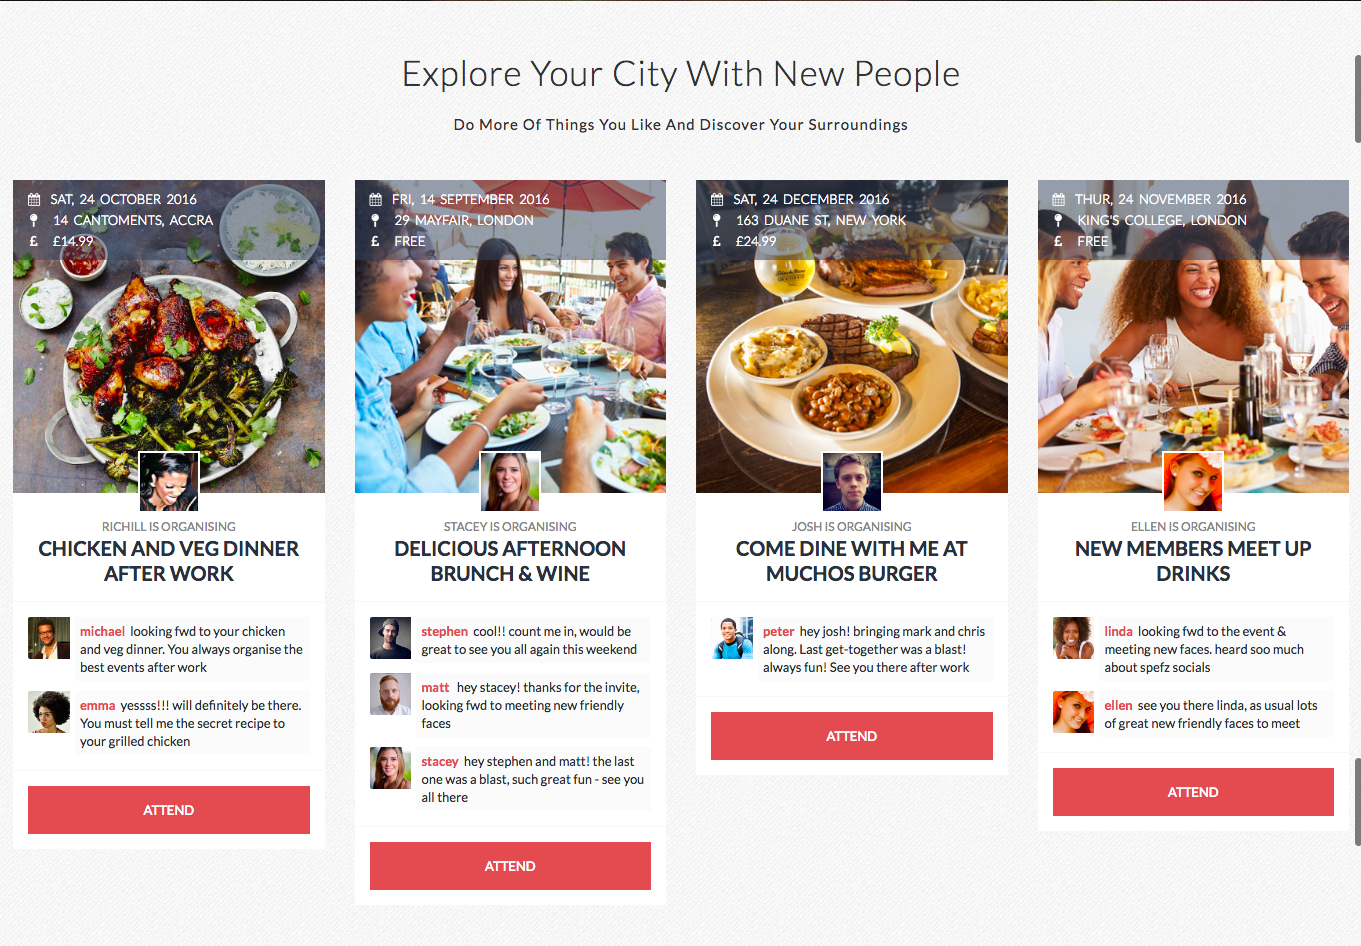 Explore Your City With New People
Do More Of Things You Like And Discover Your Surroundings
SAT, 24 OCTOBER 2016
14 CANTOMENTS, ACCRA
£ £14.99
RICHILL IS ORGANISING
CHICKEN AND VEG DINNER
AFTER WORK
michael looking fwd to your chicken
and veg dinner. You always organise the
best events after work
emma yessss!!! will definitely be there.
You must tell me the secret recipe to
your grilled chicken
ATTEND
FRI, 14 SEPTEMBER 2016
29 MAYFAIR, LONDON
£ FREE
STACEY IS ORGANISING
DELICIOUS AFTERNOON
BRUNCH & WINE
stephen cool!! count me in, would be
great to see you all again this weekend
matt hey stacey! thanks for the invite,
looking fwd to meeting new friendly
faces
stacey hey stephen and matt! the last
one was a blast, such great fun - see you
all there
ATTEND
SAT, 24 DECEMBER 2016
163 DUANE ST, NEW YORK
£ £24.99
JOSH IS ORGANISING
COME DINE WITH ME AT
MUCHOS BURGER
peter hey josh! bringing mark and chris
along. Last get-together was a blast!
always fun! See you there after work
ATTEND
THUR, 24 NOVEMBER 2016
KING'S COLLEGE, LONDON
£ FREE
ELLEN IS ORGANISING
NEW MEMBERS MEET UP
DRINKS
linda looking fwd to the event &
meeting new faces. heard soo much
about spefz socials
ellen see you there linda, as usual lots
of great new friendly faces to meet
ATTEND